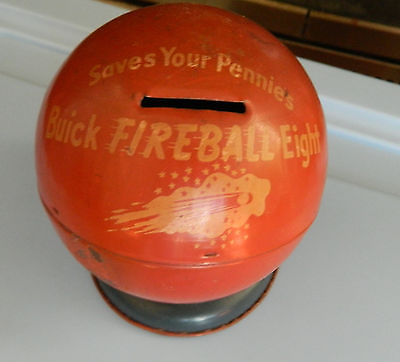 Saves Your Pennies
Buick FIREBALL Eight